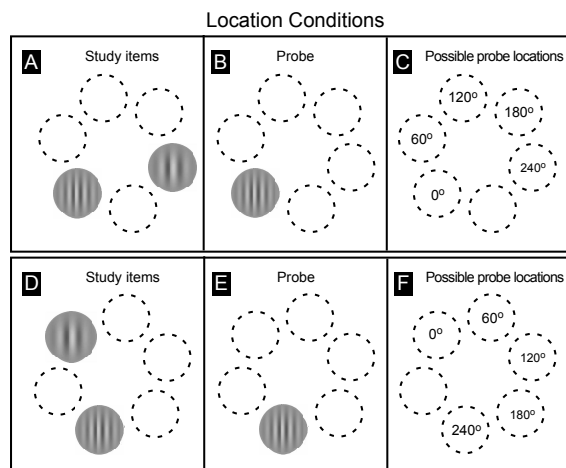 Location Conditions
A Study items
B Probe
C Possible probe locations
120º
180º
60º
240º
0º
D Study items
E Probe
F Possible probe locations
60º
0º
120º
180º
240º